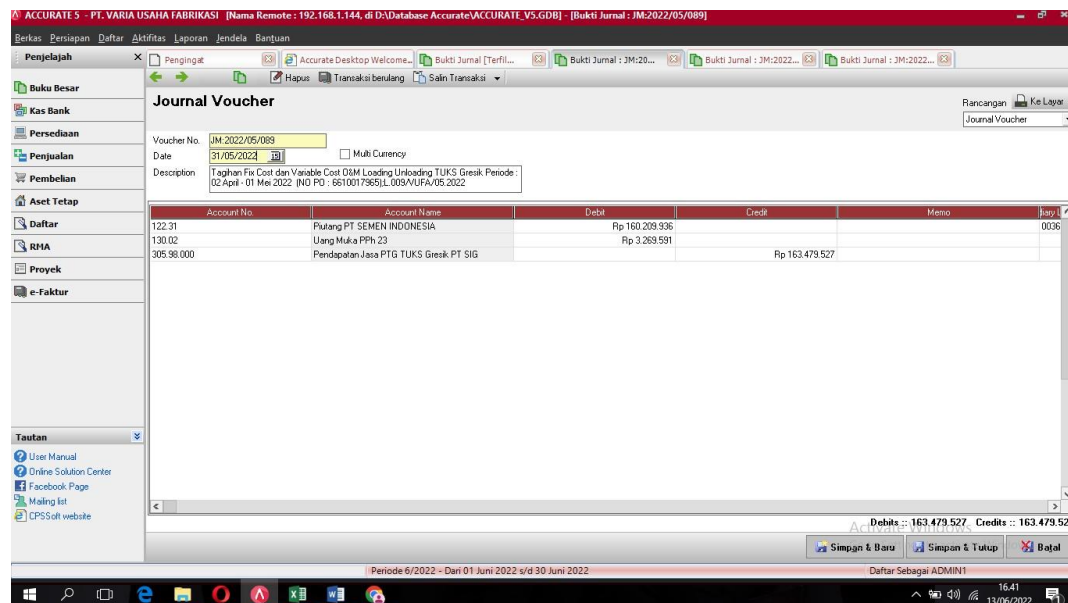 ACCURATE 5 - PT. VARIA USAHA FABRIKASI [Nama Remote : 192.168.1.144, di D:\Database Accurate\ACCURATE_V5.GDB] - [Bukti Jurnal : JM:2022/05/089]
Berkas Persiapan Daftar Aktifitas Laporan Jendela Bantuan
Penjelajah
Pengingat
Accurate Desktop Welcome...
Bukti Jurnal [Terfil...
Bukti Jurnal : JM:20...
Bukti Jurnal : JM:2022...
Bukti Jurnal : JM:2022...
Hapus Transaksi berulang Salin Transaksi
Buku Besar
Kas Bank
Persediaan
Penjualan
Pembelian
Aset Tetap
Daftar
RMA
Proyek
e-Faktur
Journal Voucher
Rancangan Ke Layar
Journal Voucher
Voucher No. JM:2022/05/089
Date 31/05/2022 Multi Currency
Description Tagihan Fix Cost dan Variable Cost O&M Loading Unloading TUKS Gresik Periode :
02 April - 01 Mei 2022 (NO PO : 6610017965);L.009/VUFA/05.2022
Account No. Account Name Debit Credit Memo
122.31 Piutang PT SEMEN INDONESIA Rp 160.209.936 0036
130.02 Uang Muka PPh 23 Rp 3.269.591
305.98.000 Pendapatan Jasa PTG TUKS Gresik PT SIG Rp 163.479.527
Tautan
User Manual
Online Solution Center
Facebook Page
Mailing list
CPSSoft website
Activate Windows
Debits :: 163.479.527 Credits :: 163.479.52
Simpan & Baru Simpan & Tutup Batal
Periode 6/2022 - Dari 01 Juni 2022 s/d 30 Juni 2022 Daftar Sebagai ADMIN1
16.41
13/06/2022